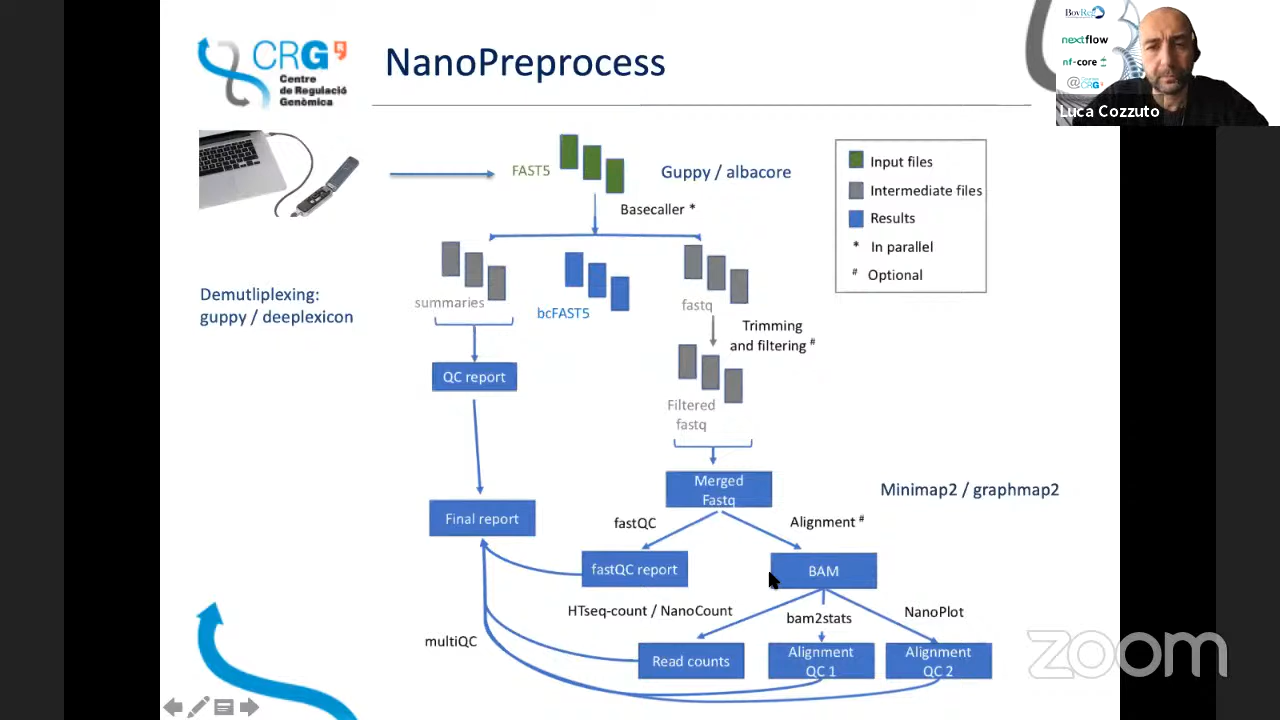 CRG
Centre
de Regulació
Genòmica
NanoPreprocess
BovReg
nextflow
nf-core
CRG
Luca Cozzuto
FAST5
Guppy / albacore
Basecaller *
Input files
Intermediate files
Results
* In parallel
# Optional
Demutliplexing:
guppy / deeplexicon
summaries
bcFAST5
fastq
Trimming
and filtering #
QC report
Filtered
fastq
Merged
Fastq
Minimap2 / graphmap2
Final report
fastQC
Alignment #
fastQC report
BAM
HTseq-count / NanoCount
bam2stats
NanoPlot
multiQC
Read counts
Alignment
QC 1
Alignment
QC 2
zoom